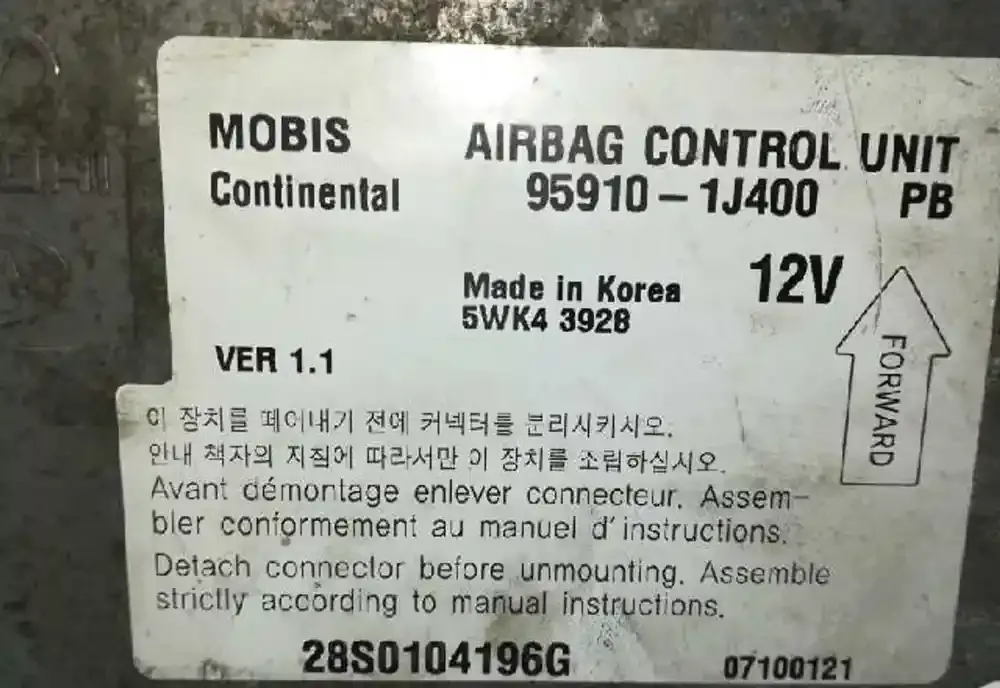 MOBIS
AIRBAG CONTROL UNIT
Continental
95910-1J400 PB
Made in Korea
12V
5WK4 3928
VER 1.1
FORWARD
이 장치를 떼어내기 전에 커넥터를 분리시키시오.
안내 책자의 지침에 따라서만 이 장치를 조립하십시오.
Avant démontage enlever connecteur. Assem-
bler conformement au manuel d'instructions.
Detach connector before unmounting. Assemble
strictly according to manual instructions.
28S0104196G
07100121